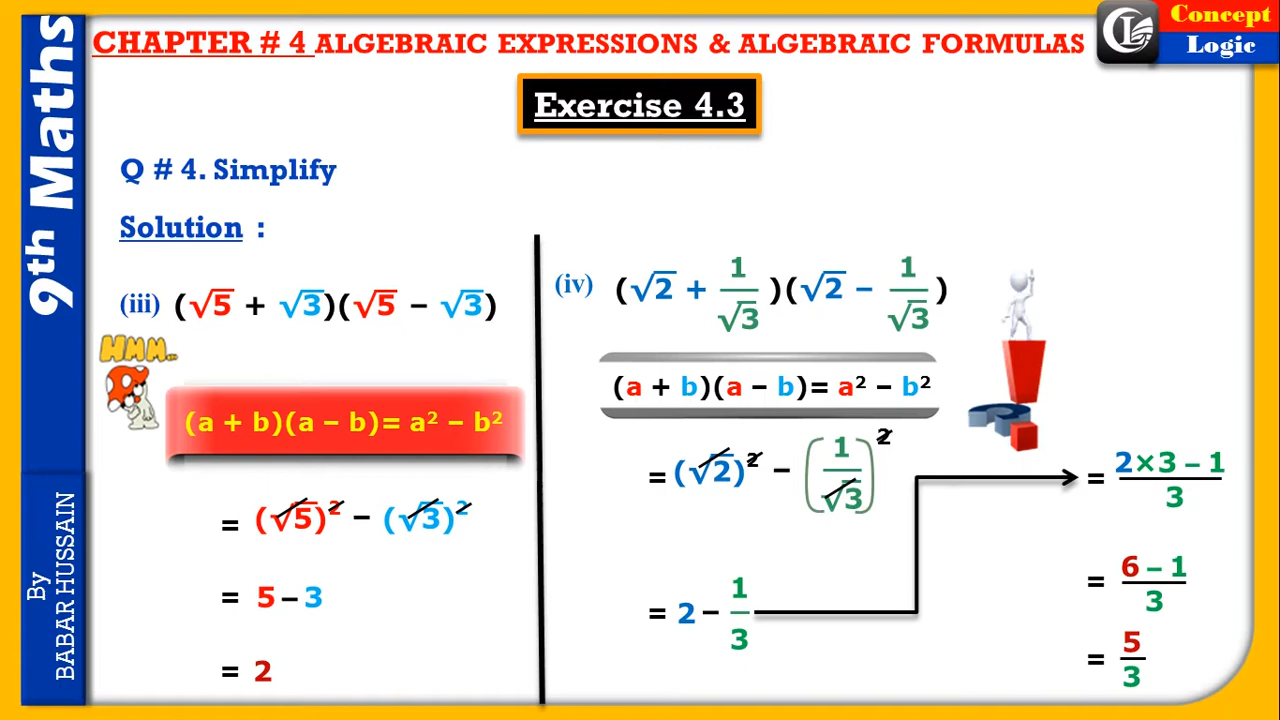 CHAPTER # 4 ALGEBRAIC EXPRESSIONS & ALGEBRAIC FORMULAS
Concept
Logic
9th Maths
By
BABAR HUSSAIN
Exercise 4.3
Q # 4. Simplify
Solution :
(iii) (√5 + √3)(√5 − √3)
HMM...
(a + b)(a − b)= a² − b²
= (√5)² − (√3)²
= 5 − 3
= 2
(iv) (√2 + 1/√3 )(√2 − 1/√3 )
(a + b)(a − b)= a² − b²
= (√2)² − (1/√3)²
= 2 − 1/3
= 2×3 − 1/3
= 6 − 1/3
= 5/3